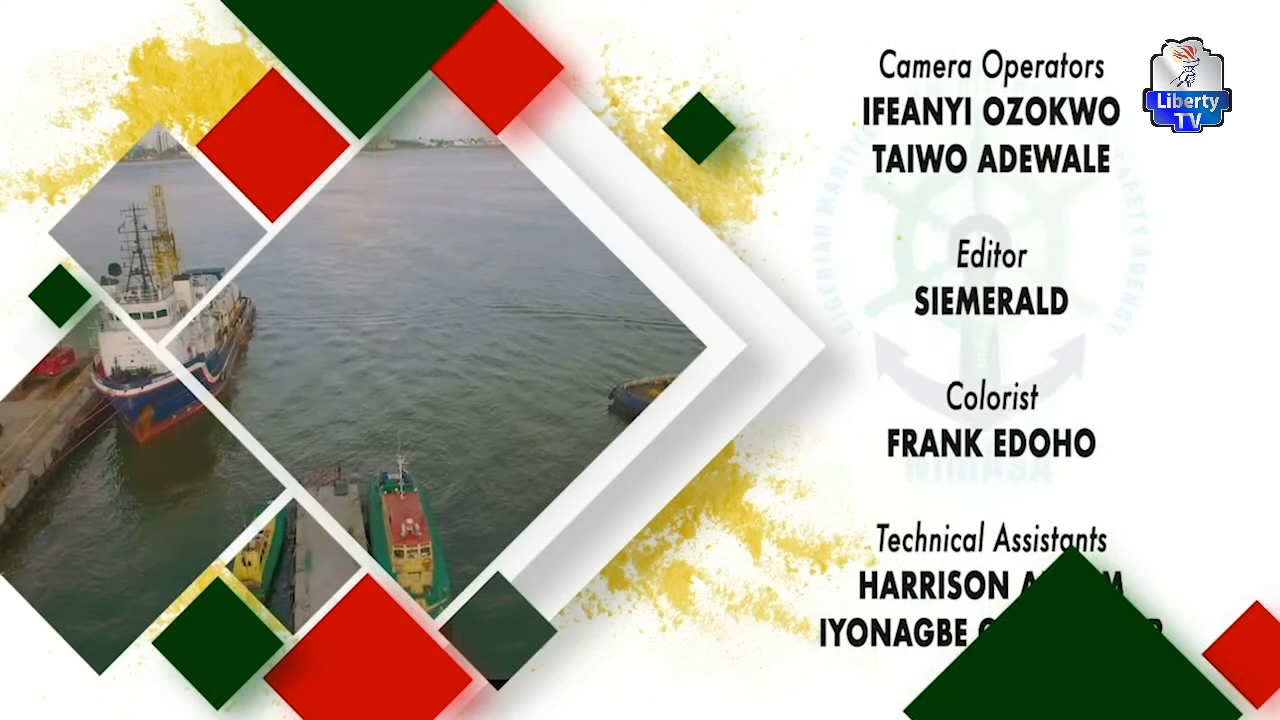 Camera Operators
IFEANYI OZOKWO
TAIWO ADEWALE
Liberty
TV
Editor
SIEMERALD
Colorist
FRANK EDOHO
Technical Assistants
HARRISON
IYONAGBE